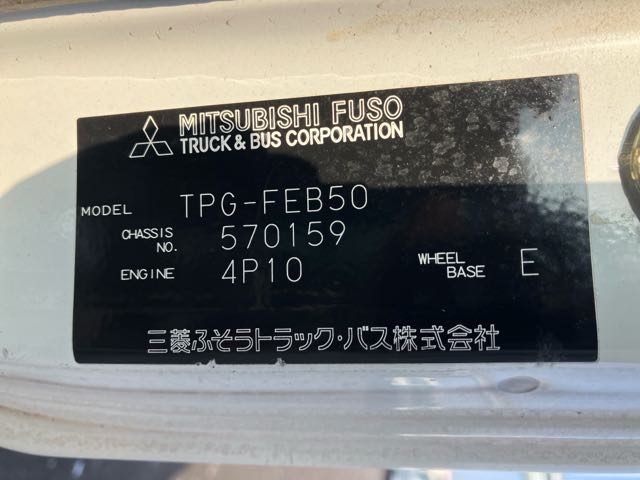 MITSUBISHI FUSO
TRUCK & BUS CORPORATION
MODEL TPG-FEB50
CHASSIS NO. 570159
ENGINE 4P10 WHEEL BASE E
三菱ふそうトラック・バス株式会社